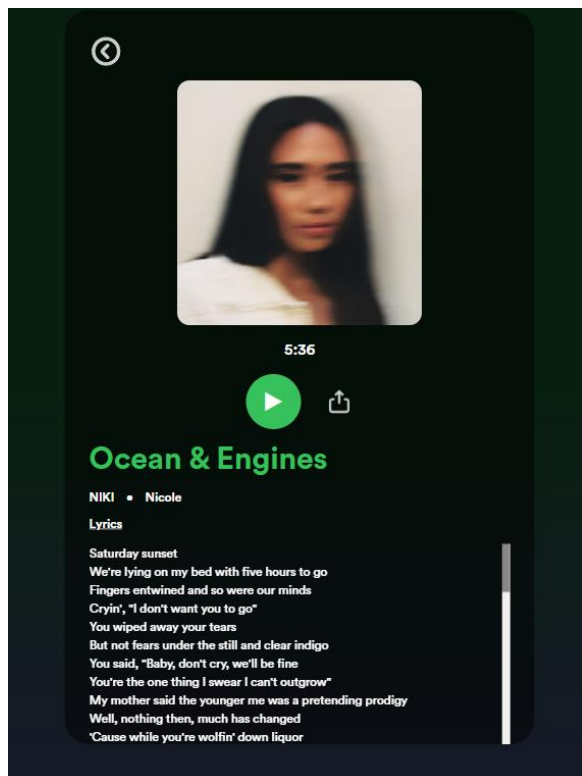 5:36
Ocean & Engines
NIKI • Nicole
Lyrics
Saturday sunset
We're lying on my bed with five hours to go
Fingers entwined and so were our minds
Cryin', "I don't want you to go"
You wiped away your tears
But not fears under the still and clear indigo
You said, "Baby, don't cry, we'll be fine
You're the one thing I swear I can't outgrow"
My mother said the younger me was a pretending prodigy
Well, nothing then, much has changed
'Cause while you're wolfin' down liquor